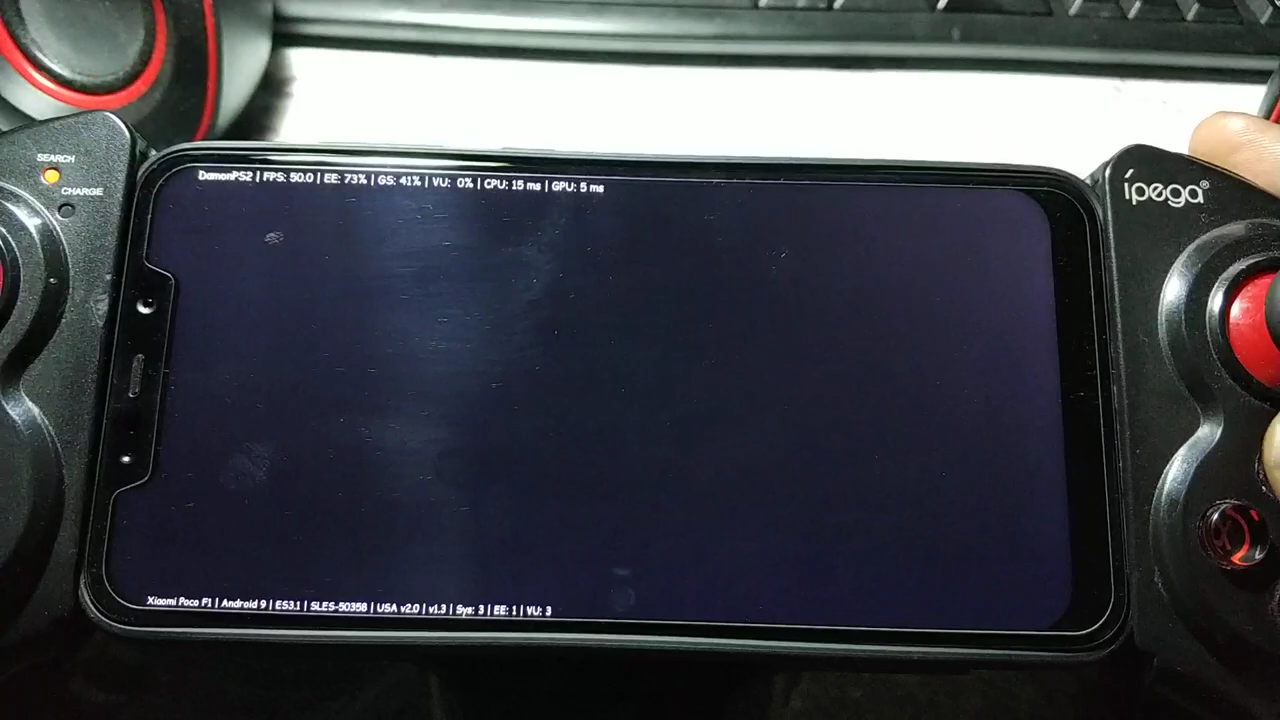 SEARCH
CHARGE
DamonPS2 | FPS: 50.0 | EE: 73% | GS: 41% | VU: 0% | CPU: 15 ms | GPU: 5 ms
ípega®
Xiaomi Poco F1 | Android 9 | ES3.1 | SLES-50358 | USA v2.0 | v1.3 | Sys: 3 | EE: 1 | VU: 3